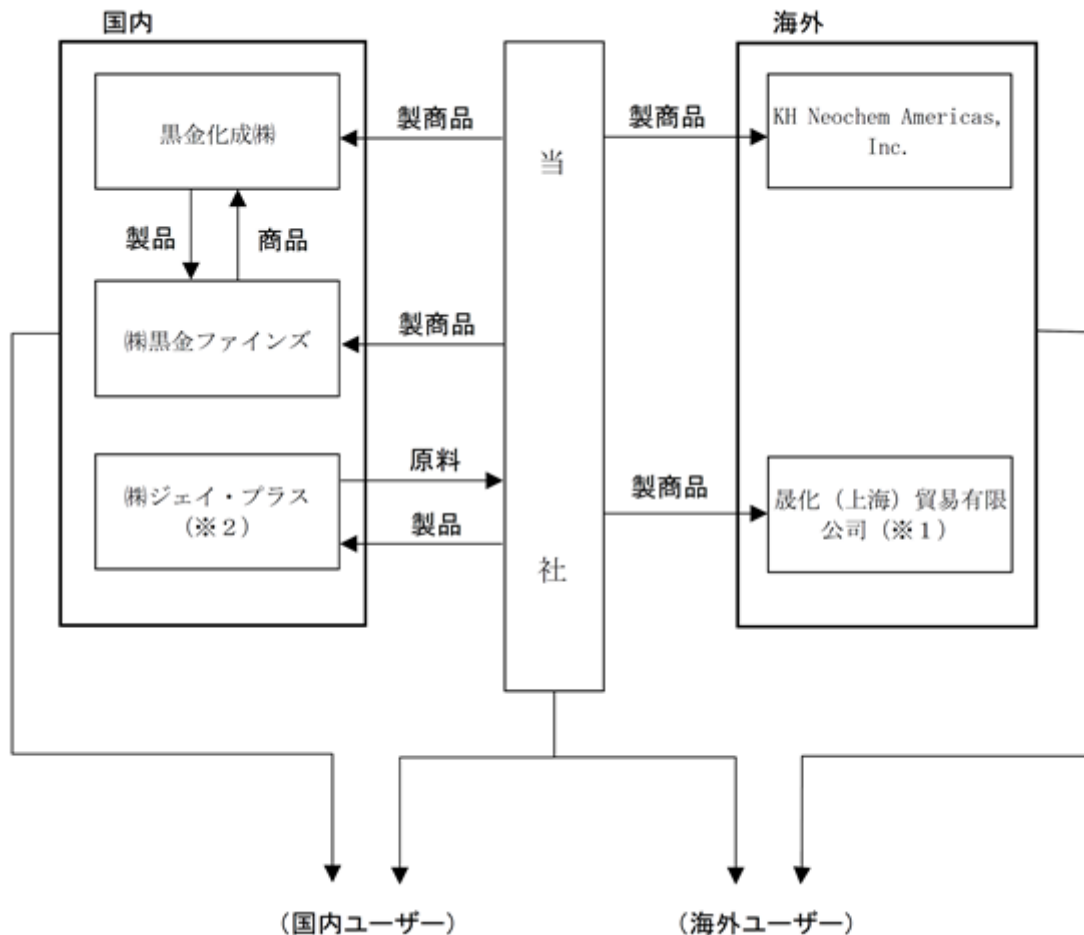 国内
海外
黒金化成㈱
製商品
当
社
製商品
KH Neochem Americas,
Inc.
製品
商品
㈱黒金ファインズ
製商品
㈱ジェイ・プラス
（※２）
原料
製品
製商品
晟化（上海）貿易有限
公司（※１）
（国内ユーザー）
（海外ユーザー）